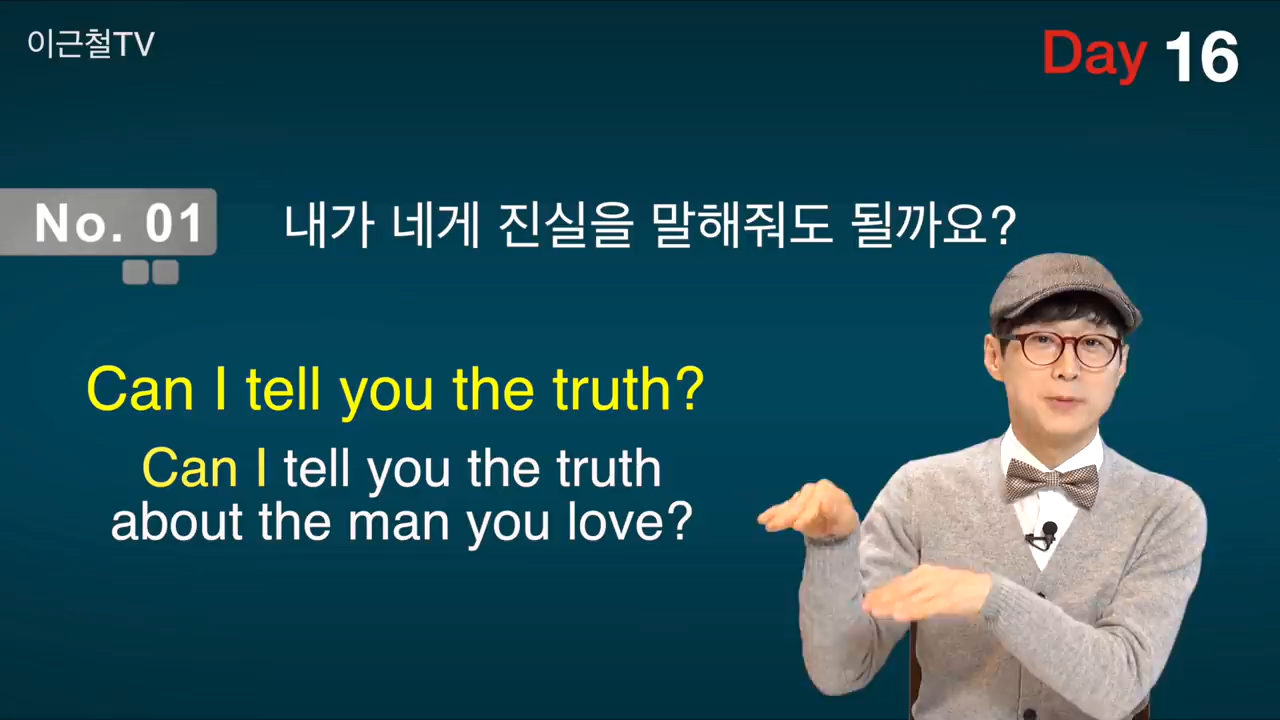 이근철TV
Day 16
No. 01
내가 네게 진실을 말해줘도 될까요?
Can I tell you the truth?
Can I tell you the truth
about the man you love?